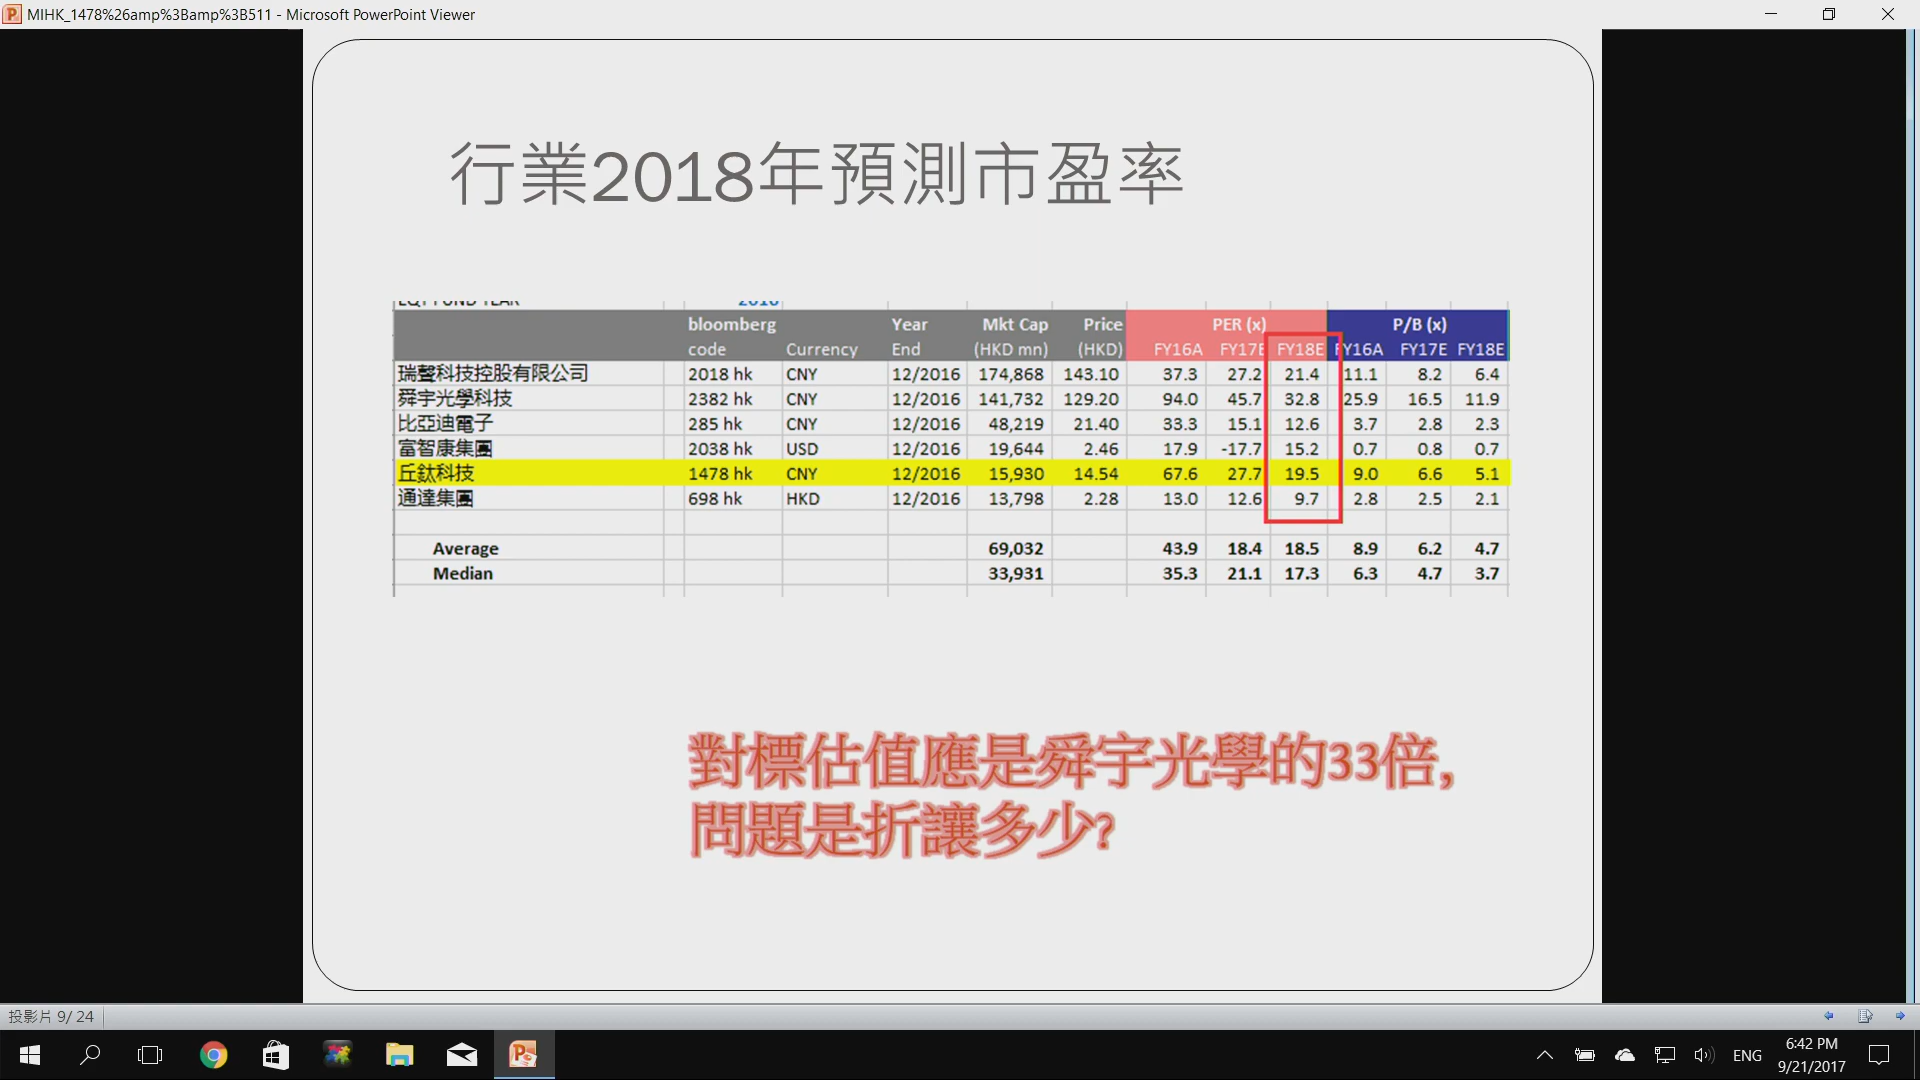 MIHK_1478%26amp%3Bamp%3B511 - Microsoft PowerPoint Viewer
行業2018年預測市盈率
EQT FUND YEAR 2018
bloomberg Year Mkt Cap Price PER (x) P/B (x)
code Currency End (HKD mn) (HKD) FY16A FY17E FY18E FY16A FY17E FY18E
瑞聲科技控股有限公司 2018 hk CNY 12/2016 174,868 143.10 37.3 27.2 21.4 11.1 8.2 6.4
舜宇光學科技 2382 hk CNY 12/2016 141,732 129.20 94.0 45.7 32.8 25.9 16.5 11.9
比亞迪電子 285 hk CNY 12/2016 48,219 21.40 33.3 15.1 12.6 3.7 2.8 2.3
富智康集團 2038 hk USD 12/2016 19,644 2.46 17.9 -17.7 15.2 0.7 0.8 0.7
丘鈦科技 1478 hk CNY 12/2016 15,930 14.54 67.6 27.7 19.5 9.0 6.6 5.1
通達集團 698 hk HKD 12/2016 13,798 2.28 13.0 12.6 9.7 2.8 2.5 2.1
Average 69,032 43.9 18.4 18.5 8.9 6.2 4.7
Median 33,931 35.3 21.1 17.3 6.3 4.7 3.7
對標估值應是舜宇光學的33倍,
問題是折讓多少?
投影片 9/ 24
ENG
6:42 PM
9/21/2017